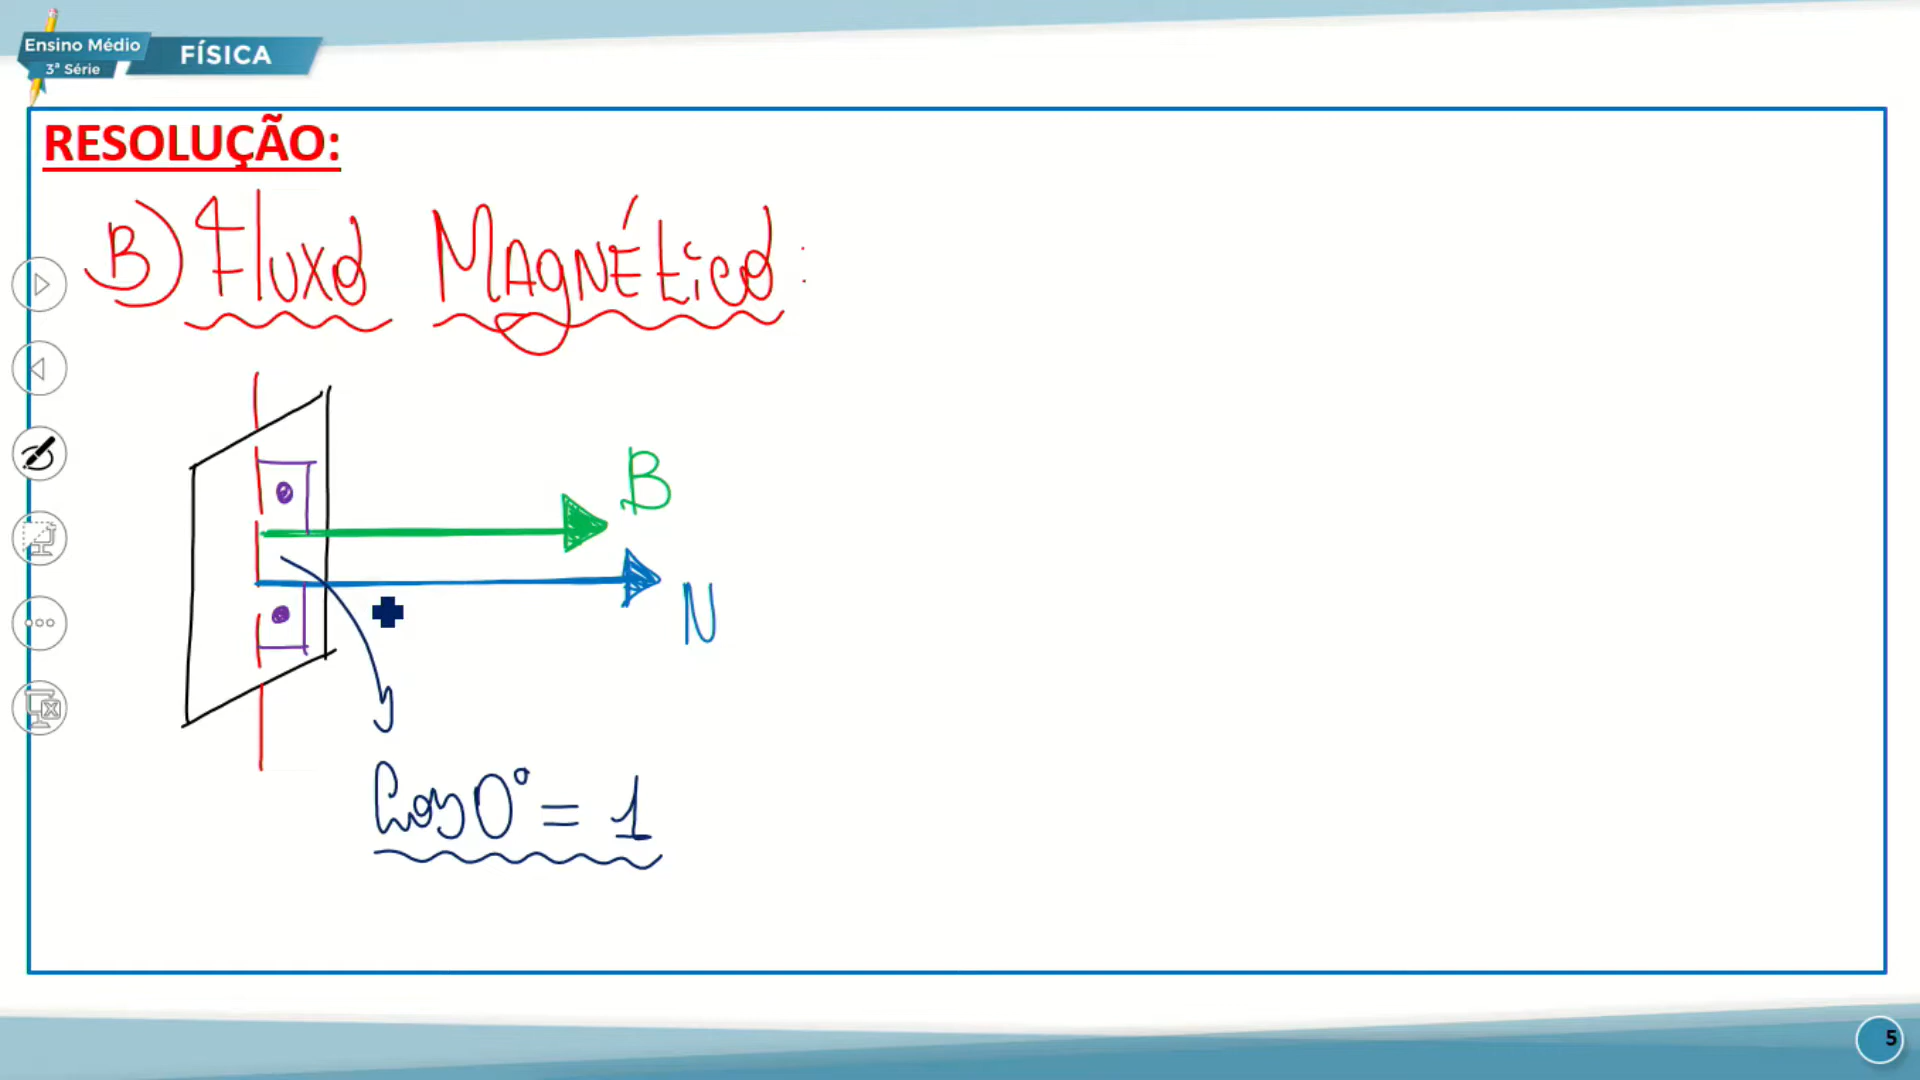 Ensino Médio
3ª Série
FÍSICA
RESOLUÇÃO:
B) Fluxo Magnético:
B
N
Cos 0° = 1
5